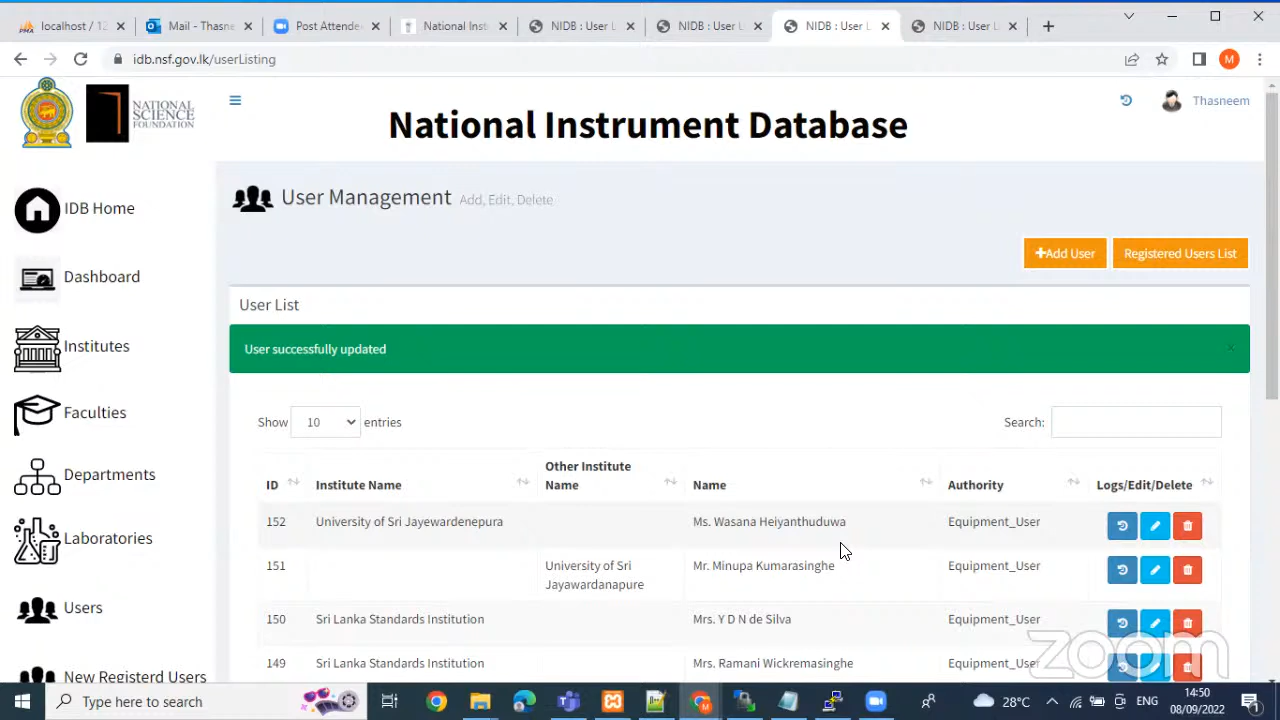 localhost / 12
Mail - Thasne
Post Attende
National Inst
NIDB : User L
NIDB : User L
NIDB : User L
NIDB : User L
idb.nsf.gov.lk/userListing
M
NATIONAL
SCIENCE
FOUNDATION
Thasneem
National Instrument Database
IDB Home
Dashboard
Institutes
Faculties
Departments
Laboratories
Users
New Registerd Users
User Management Add, Edit, Delete
+Add User
Registered Users List
User List
User successfully updated
×
Show 10 entries
Search:
ID Institute Name Other Institute Name Name Authority Logs/Edit/Delete
152 University of Sri Jayewardenepura Ms. Wasana Heiyanthuduwa Equipment_User
151 University of Sri Jayawardanapura Mr. Minupa Kumarasinghe Equipment_User
150 Sri Lanka Standards Institution Mrs. Y D N de Silva Equipment_User
149 Sri Lanka Standards Institution Mrs. Ramani Wickremasinghe Equipment_User
zoom
Type here to search
28°C
ENG
14:50
08/09/2022
1